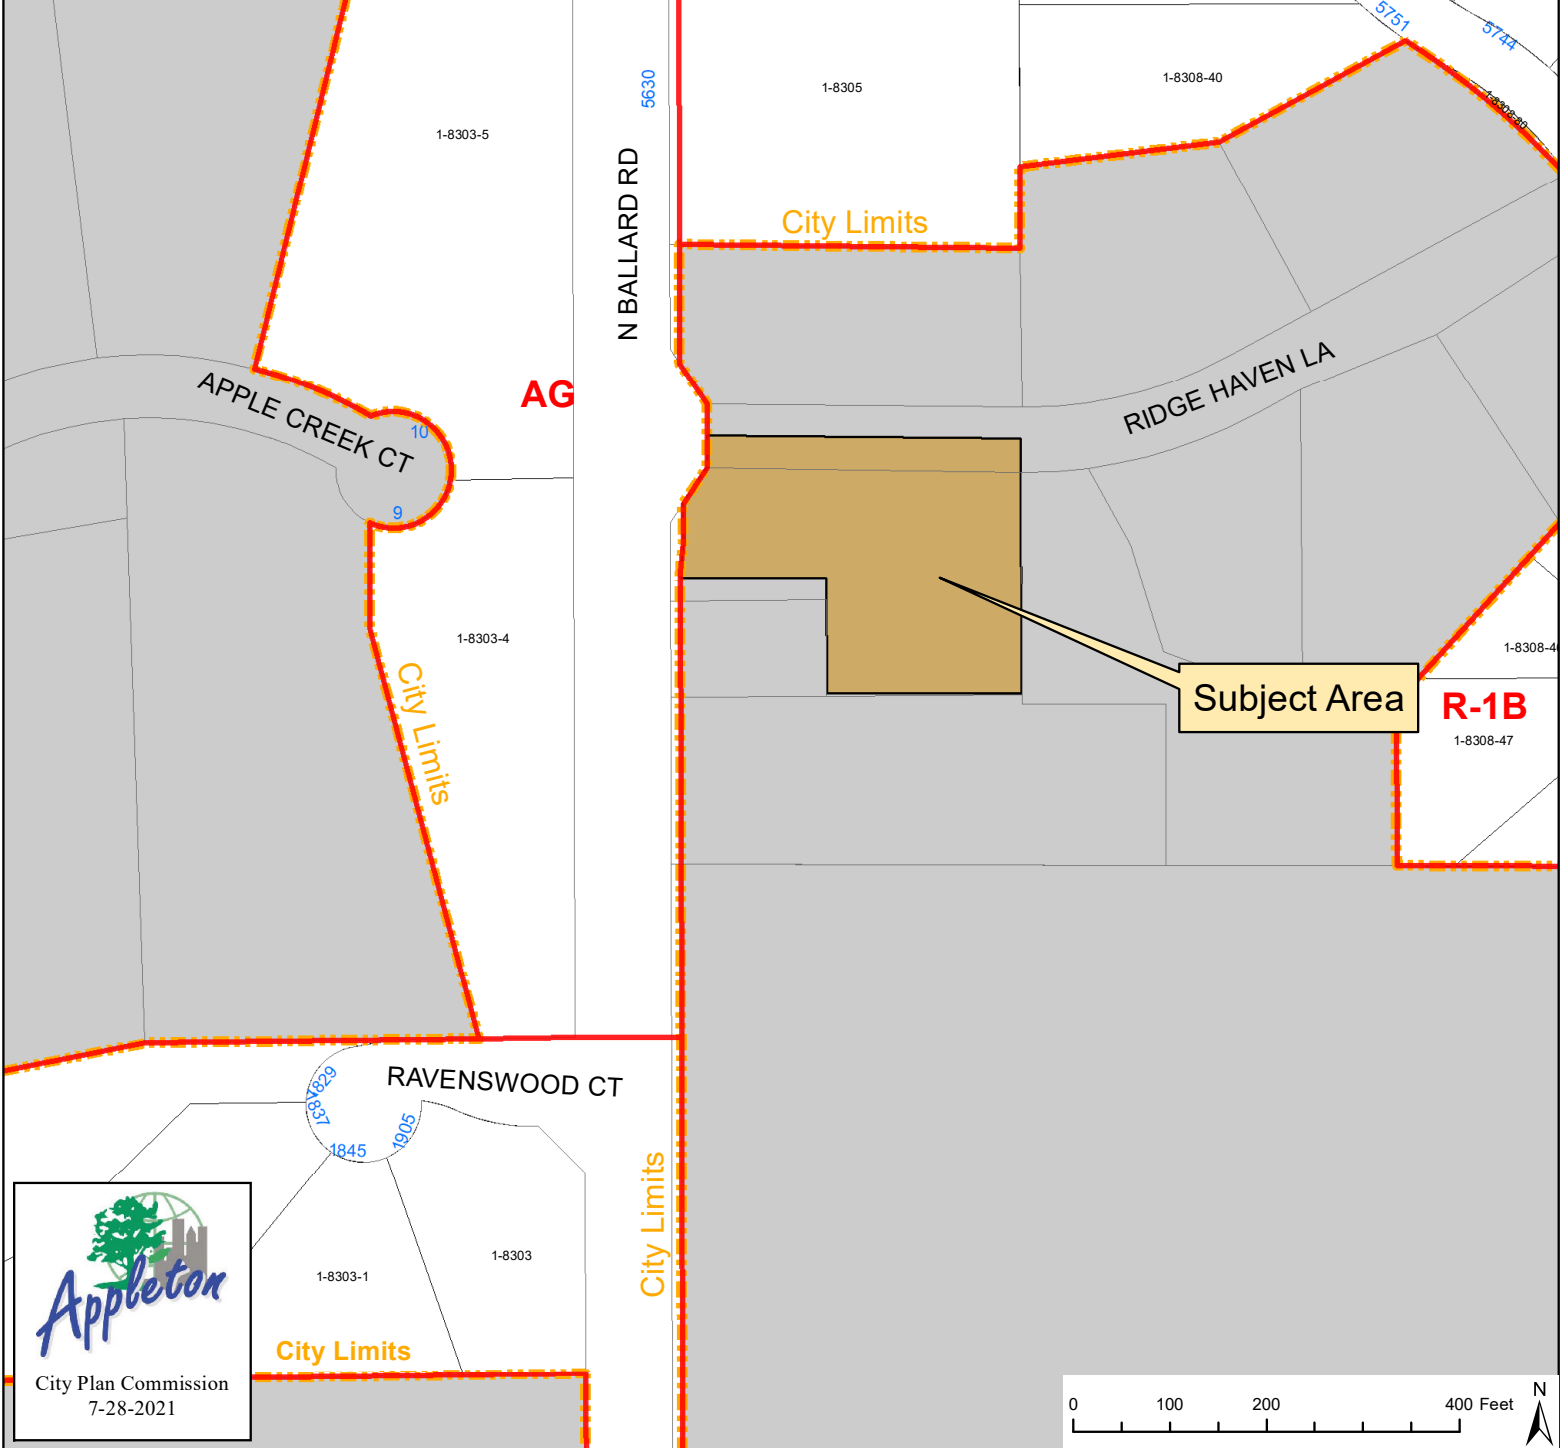 5751
5744
5630
1-8305
1-8308-40
1-8308-80
1-8303-5
N BALLARD RD
City Limits
AG
APPLE CREEK CT
10
9
RIDGE HAVEN LA
1-8303-4
City Limits
1-8308-4
Subject Area
R-1B
1-8308-47
RAVENSWOOD CT
1829
1837
1845
1905
City Limits
1-8303
1-8303-1
City Limits
Appleton
City Plan Commission
7-28-2021
0 100 200 400 Feet
N